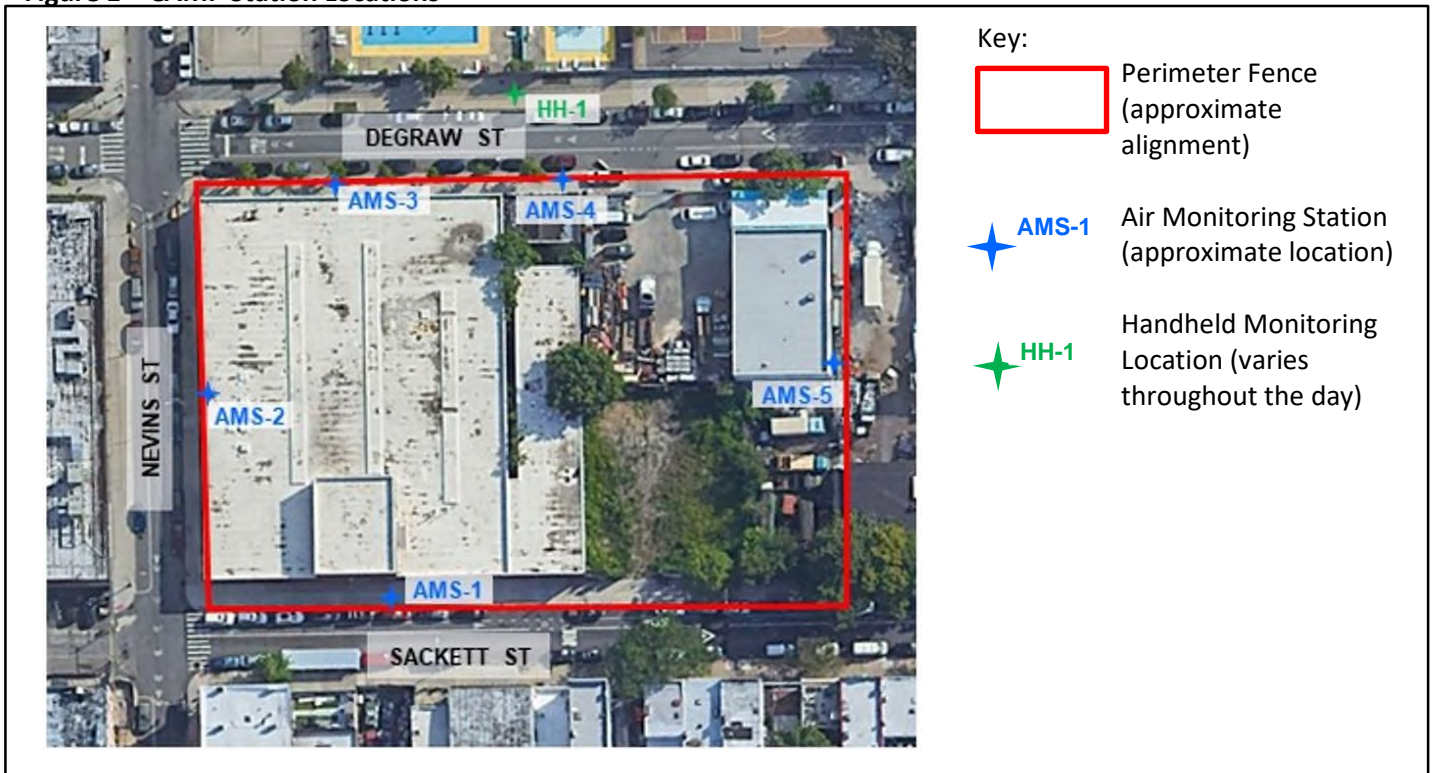 Key:
Perimeter Fence
(approximate
alignment)
AMS-1
Air Monitoring Station
(approximate location)
HH-1
Handheld Monitoring
Location (varies
throughout the day)
HH-1
DEGRAW ST
AMS-3
AMS-4
AMS-2
AMS-5
NEVINS ST
AMS-1
SACKETT ST